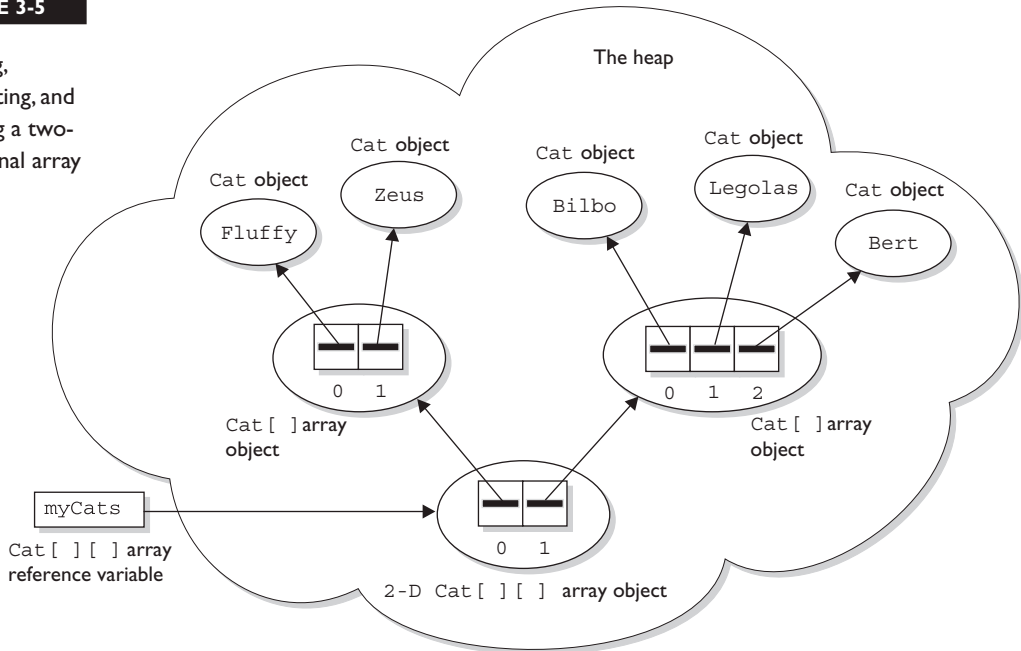 3-5
and
a two-
array
The heap
Cat object
Cat object
Cat object
Cat object
Cat object
Fluffy
Zeus
Bilbo
Legolas
Bert
0 1
0 1 2
Cat[ ] array
object
Cat[ ] array
object
myCats
Cat[ ][ ] array
reference variable
0 1
2-D Cat[ ][ ] array object